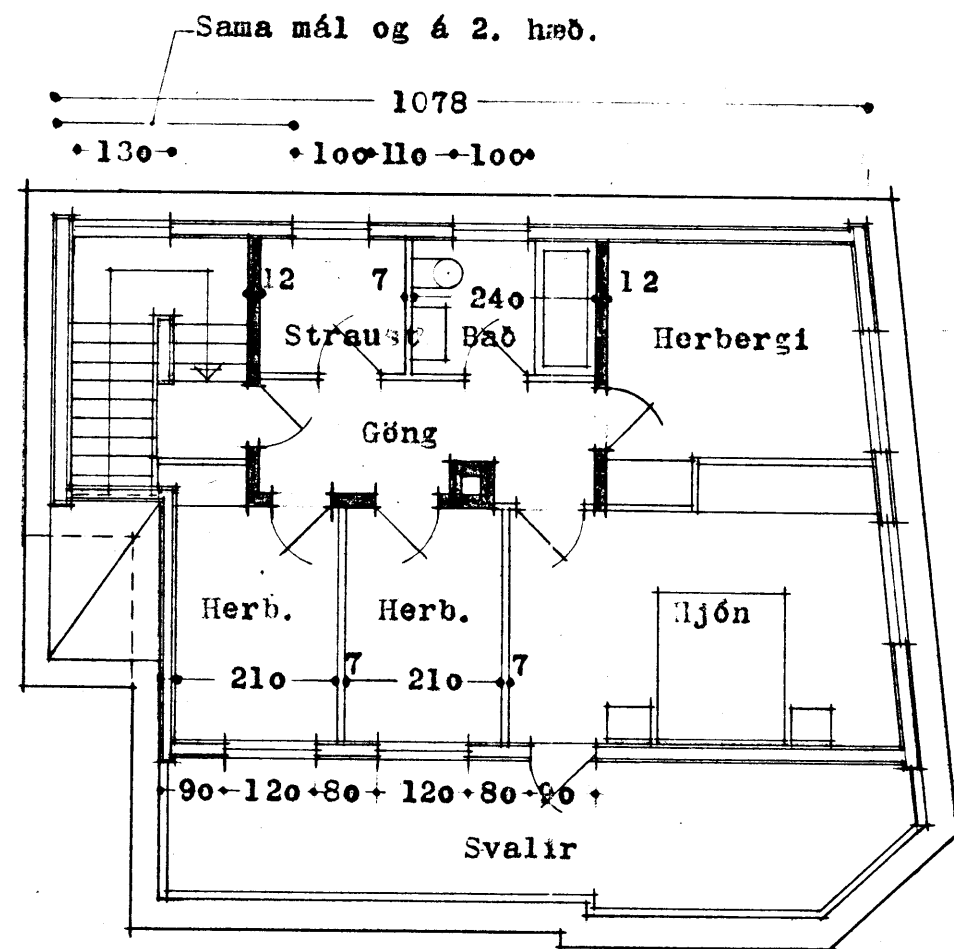 Sama mál og á 2. hæð.
1078
130 100 110 100
12 7 240 12
Straust Bað Herbergi
Göng
Herb. Herb. Hjón
210 7 210 7
90 120 80 120 80 90
Svalir